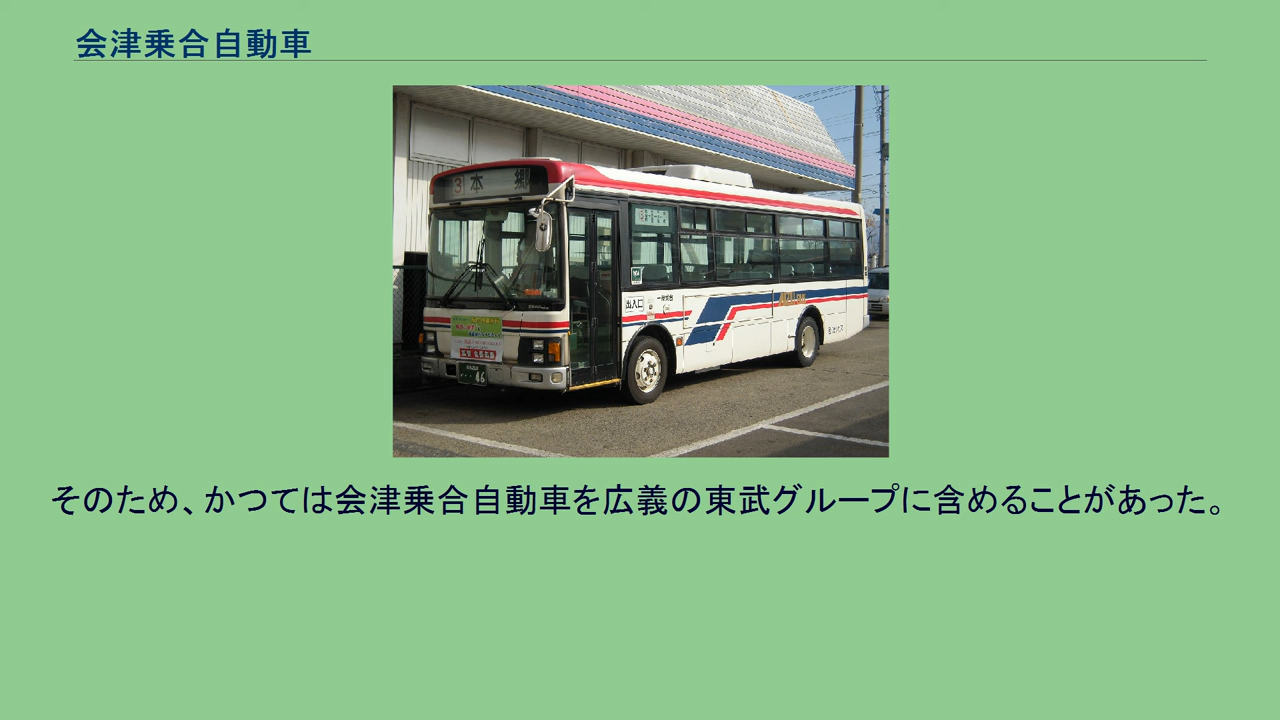 会津乗合自動車
3 本郷
出入口
46
そのため、かつては会津乗合自動車を広義の東武グループに含めることがあった。